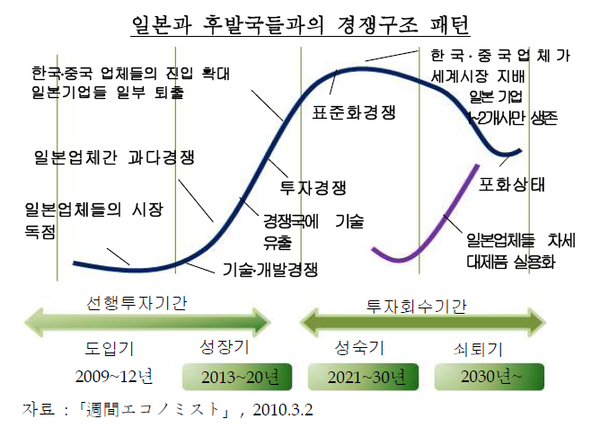 일본과 후발국들과의 경쟁구조 패턴
한국·중국업체가
세계시장 지배
일본 기업
1~2개사만 생존
한국·중국 업체들의 진입 확대
일본기업들 일부 퇴출
표준화경쟁
일본업체간 과다경쟁
투자경쟁
포화상태
일본업체들의 시장
독점
경쟁국에 기술
유출
일본업체들 차세
대제품 실용화
기술·개발경쟁
선행투자기간
투자회수기간
도입기
성장기
성숙기
쇠퇴기
2009~12년
2013~20년
2021~30년
2030년~
자료 :「週間エコノミスト」, 2010.3.2